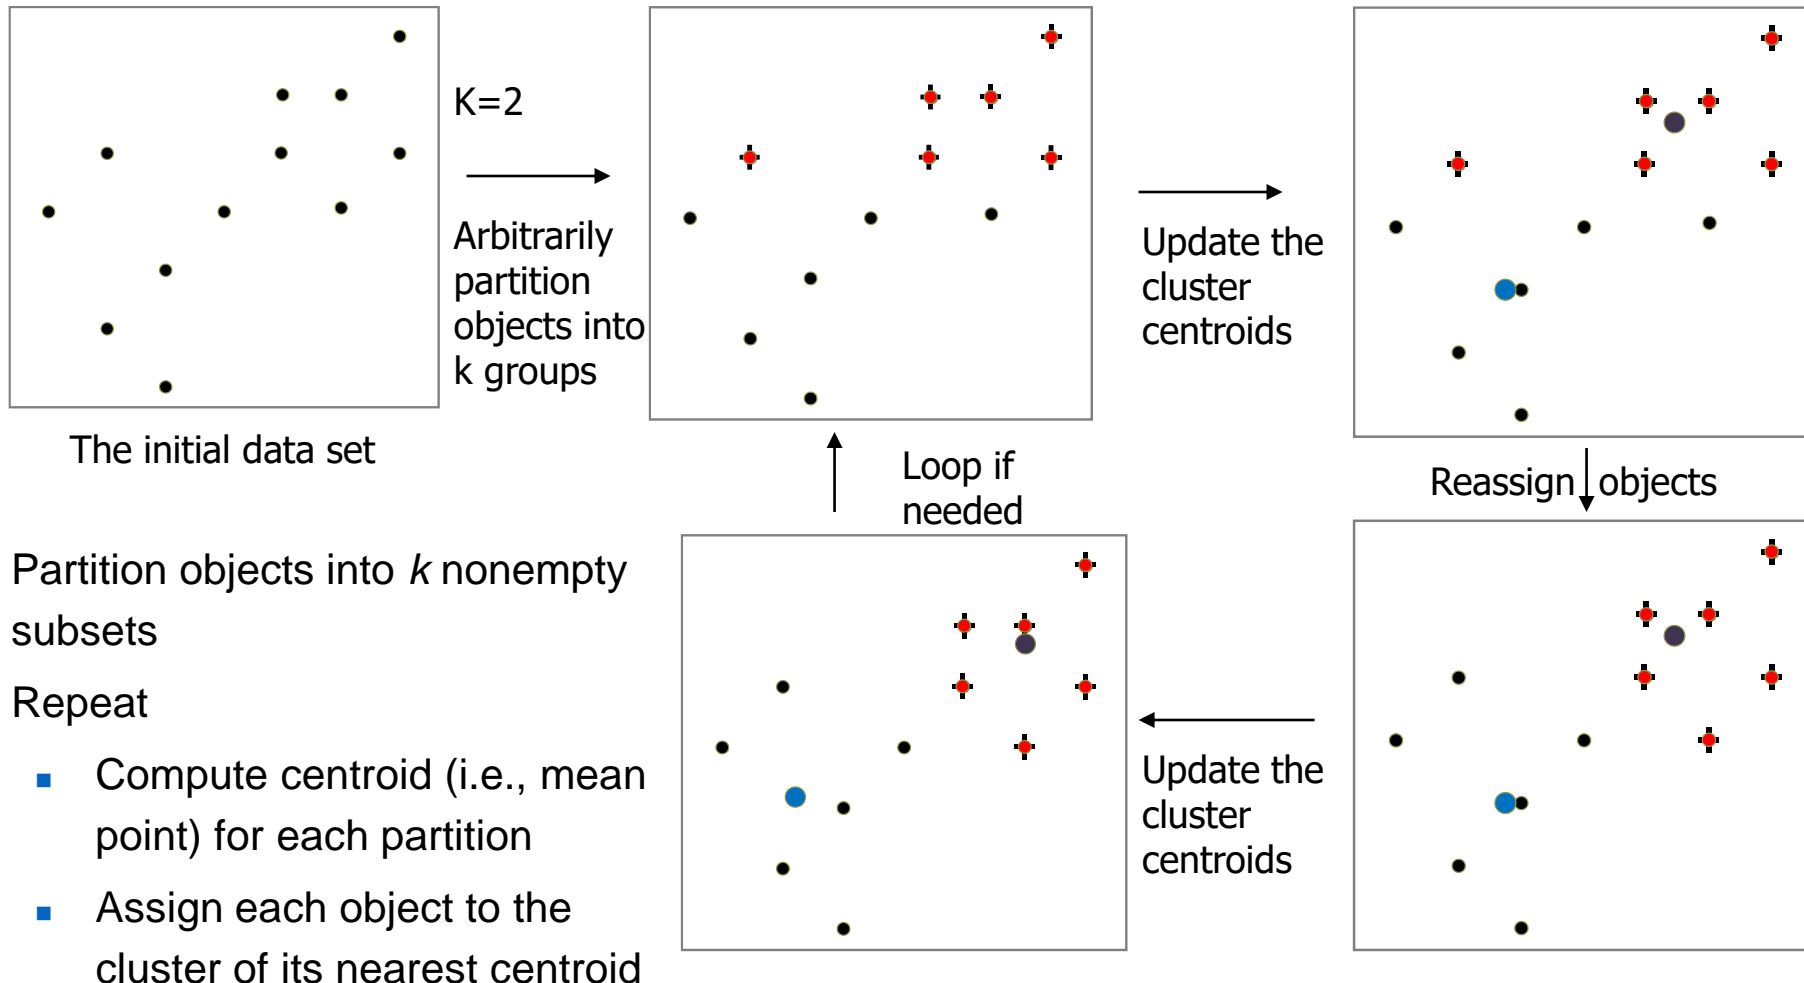 K=2
Arbitrarily
partition
objects into
k groups
Update the
cluster
centroids
The initial data set
Loop if
needed
Reassign objects
Partition objects into k nonempty
subsets
Repeat
▪ Compute centroid (i.e., mean
point) for each partition
▪ Assign each object to the
cluster of its nearest centroid
Update the
cluster
centroids